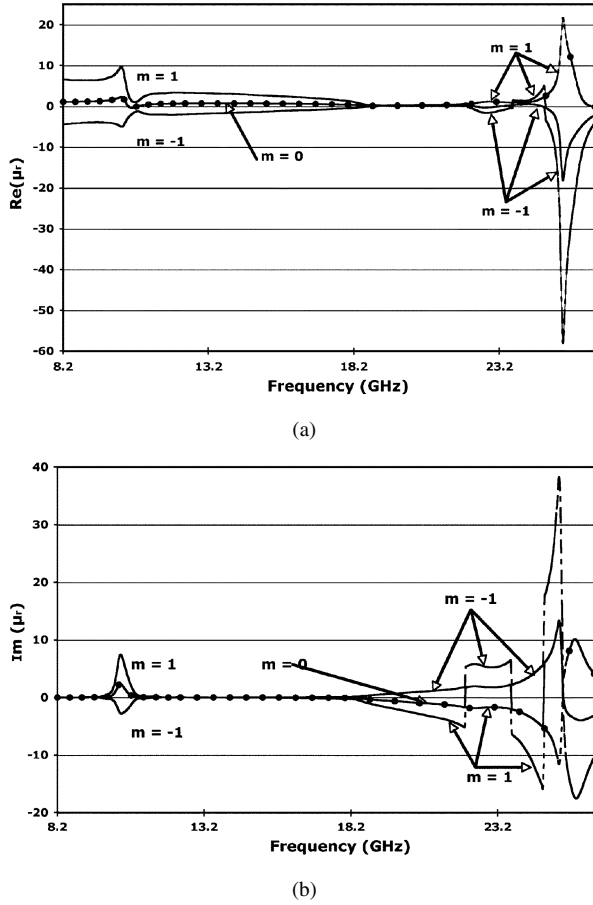 20
10
0
-10
-20
-30
-40
-50
-60
Re(μr)
m = 1
m = -1
m = 0
m = 1
m = -1
8.2
13.2
18.2
23.2
Frequency (GHz)
(a)
40
30
20
10
0
-10
-20
Im (μr)
m = 1
m = -1
m = 0
m = -1
m = 1
8.2
13.2
18.2
23.2
Frequency (GHz)
(b)